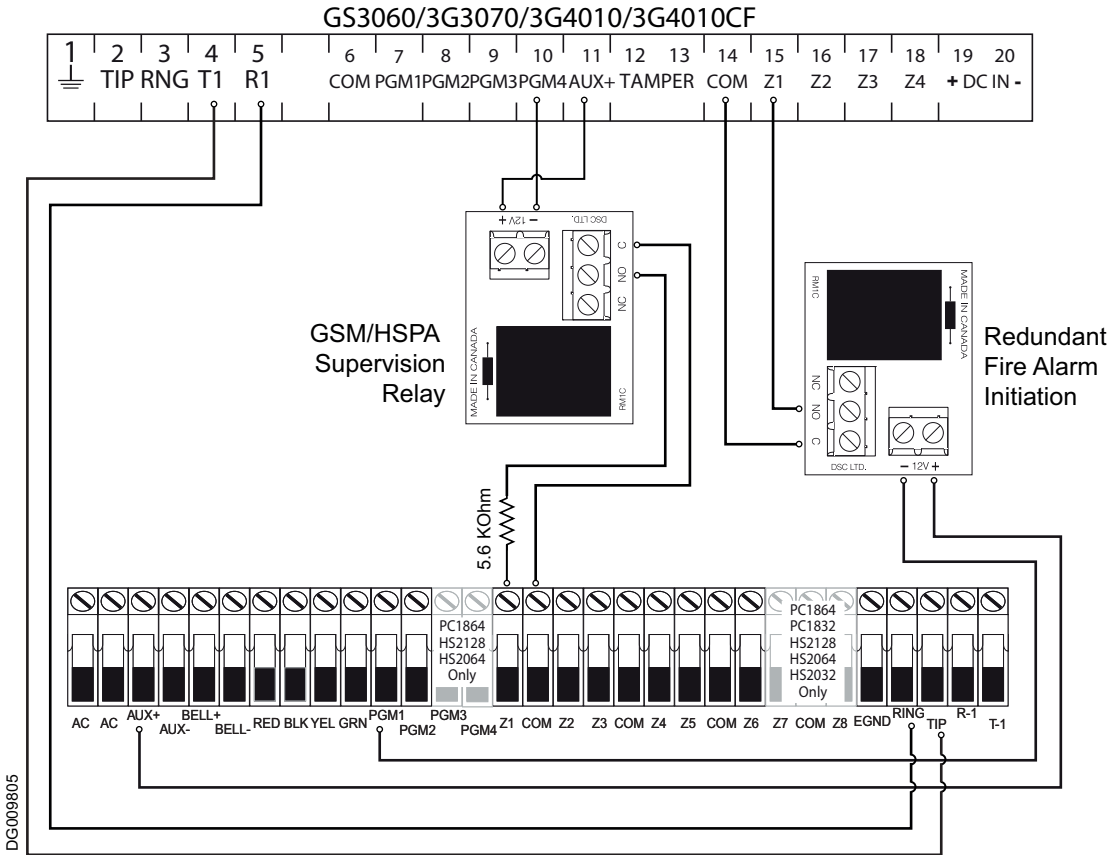 GS3060/3G3070/3G4010/3G4010CF
1 2 3 4 5 6 7 8 9 10 11 12 13 14 15 16 17 18 19 20
TIP RNG T1 R1 COM PGM1 PGM2 PGM3 PGM4 AUX+ TAMPER COM Z1 Z2 Z3 Z4 + DC IN -
+ 12V −
DSC LTD.
C
NO
NC
MADE IN CANADA
RM1C
GSM/HSPA
Supervision
Relay
RM1C
MADE IN CANADA
NC
NO
C
DSC LTD.
− 12V +
Redundant
Fire Alarm
Initiation
5.6 KOhm
PC1864
HS2128
HS2064
Only
PC1864
PC1832
HS2128
HS2064
HS2032
Only
AC AC AUX+ AUX- BELL+ BELL- RED BLK YEL GRN PGM1 PGM2 PGM3 PGM4 Z1 COM Z2 Z3 COM Z4 Z5 COM Z6 Z7 COM Z8 EGND RING TIP R-1 T-1
DG009805